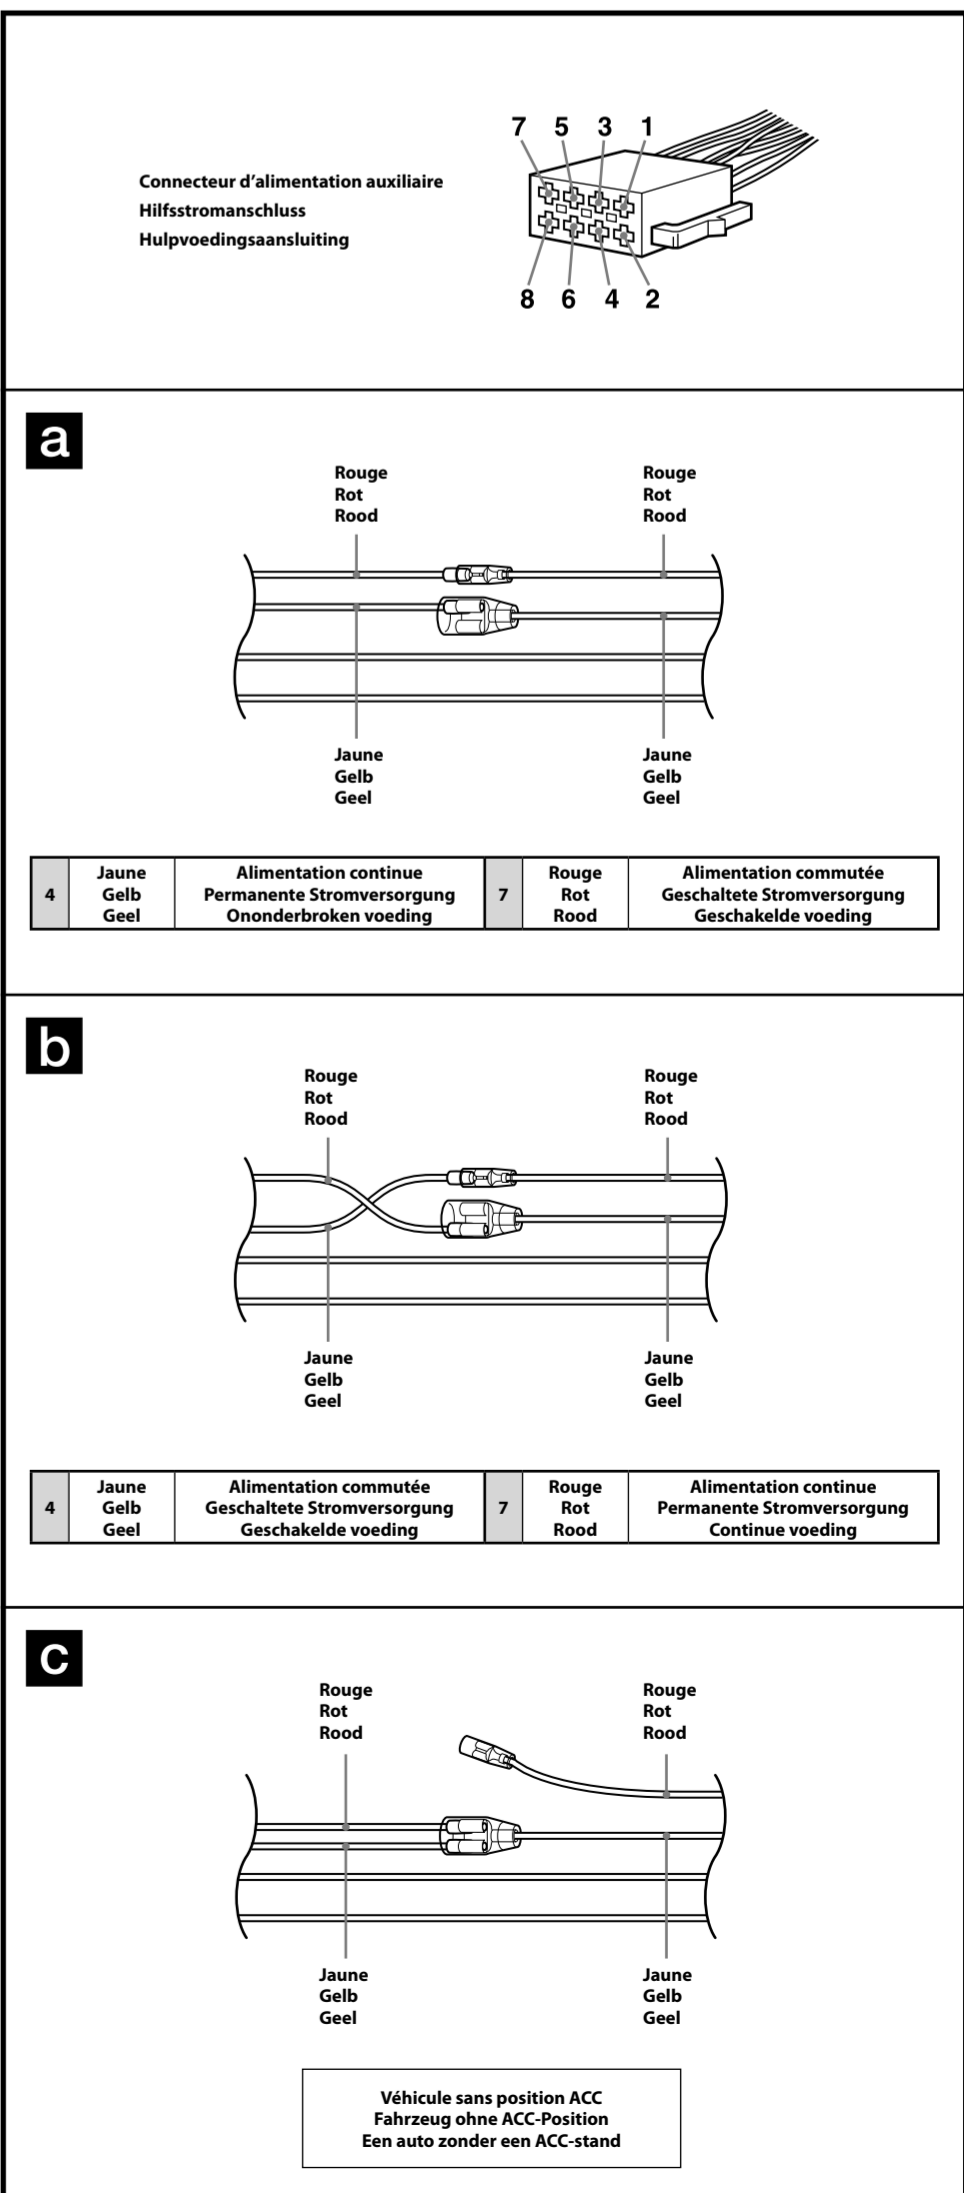 7 5 3 1
Connecteur d'alimentation auxiliaire
Hilfsstromanschluss
Hulpvoedingsaansluiting
8 6 4 2
a
Rouge
Rot
Rood
Rouge
Rot
Rood
Jaune
Gelb
Geel
Jaune
Gelb
Geel
4
Jaune
Gelb
Geel
Alimentation continue
Permanente Stromversorgung
Ononderbroken voeding
7
Rouge
Rot
Rood
Alimentation commutée
Geschaltete Stromversorgung
Geschakelde voeding
b
Rouge
Rot
Rood
Rouge
Rot
Rood
Jaune
Gelb
Geel
Jaune
Gelb
Geel
4
Jaune
Gelb
Geel
Alimentation commutée
Geschaltete Stromversorgung
Geschakelde voeding
7
Rouge
Rot
Rood
Alimentation continue
Permanente Stromversorgung
Continue voeding
c
Rouge
Rot
Rood
Rouge
Rot
Rood
Jaune
Gelb
Geel
Jaune
Gelb
Geel
Véhicule sans position ACC
Fahrzeug ohne ACC-Position
Een auto zonder een ACC-stand